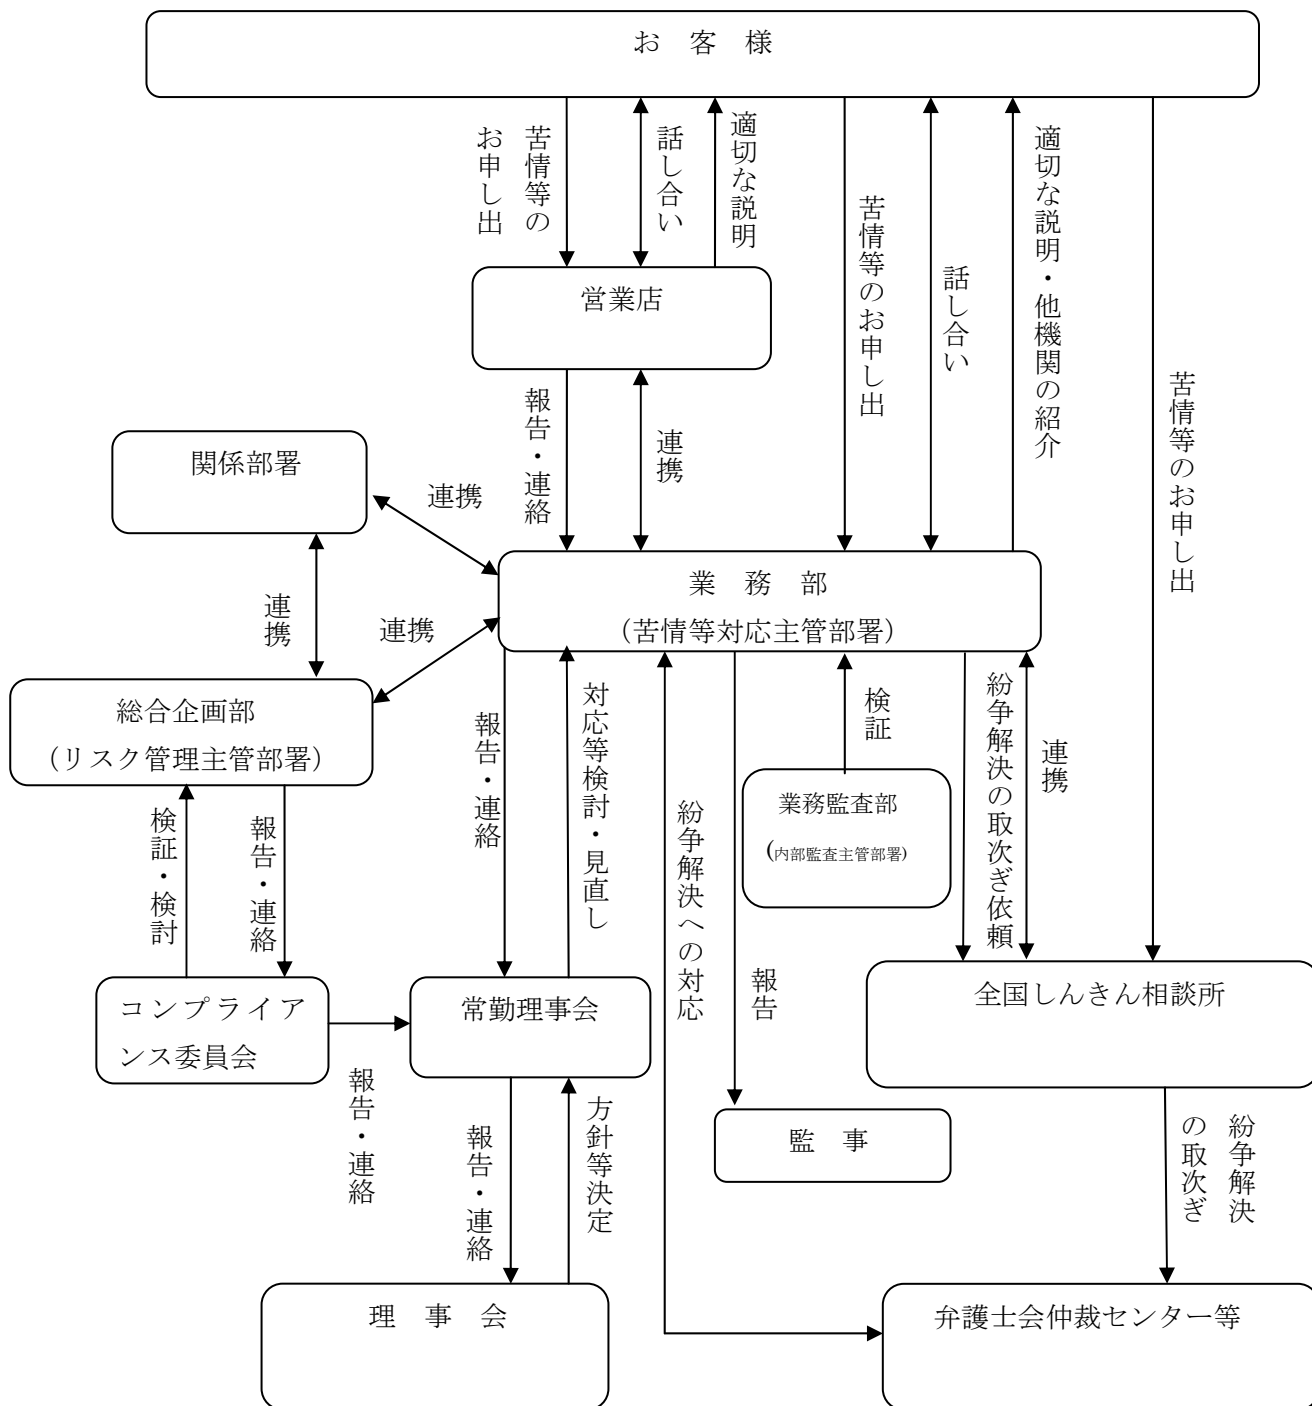 お　客　様
苦情等の
お申し出
話し合い
適切な説明
苦情等のお申し出
話し合い
適切な説明・他機関の紹介
苦情等のお申し出
営業店
報告・連絡
連携
関係部署
連携
連携
連携
業　務　部
（苦情等対応主管部署）
総合企画部
（リスク管理主管部署）
検証・検討
報告・連絡
報告・連絡
対応等検討・見直し
紛争解決への対応
報告
検証
業務監査部
(内部監査主管部署)
紛争解決の取次ぎ依頼
連携
コンプライア
ンス委員会
報告・連絡
常勤理事会
全国しんきん相談所
報告・連絡
方針等決定
監　事
紛争解決
の取次ぎ
理　事　会
弁護士会仲裁センター等